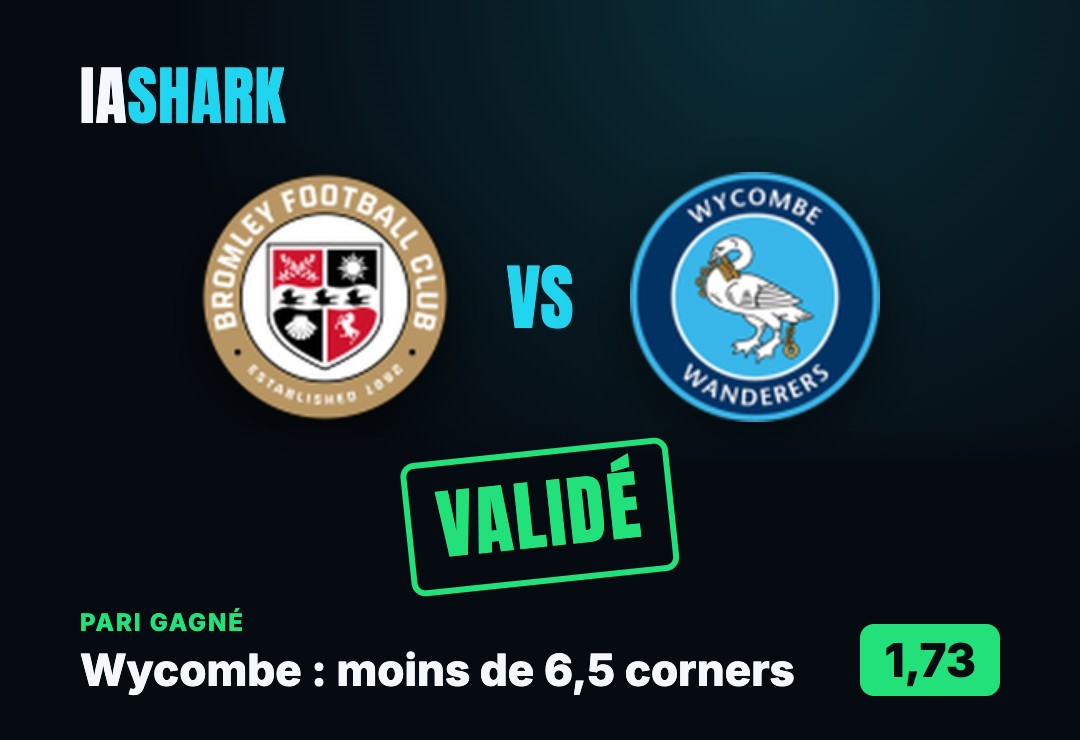 IASHARK
BROMLEY FOOTBALL CLUB
• ESTABLISHED 1892 •
VS
WYCOMBE
WANDERERS
VALIDÉ
PARI GAGNÉ
Wycombe : moins de 6,5 corners
1,73